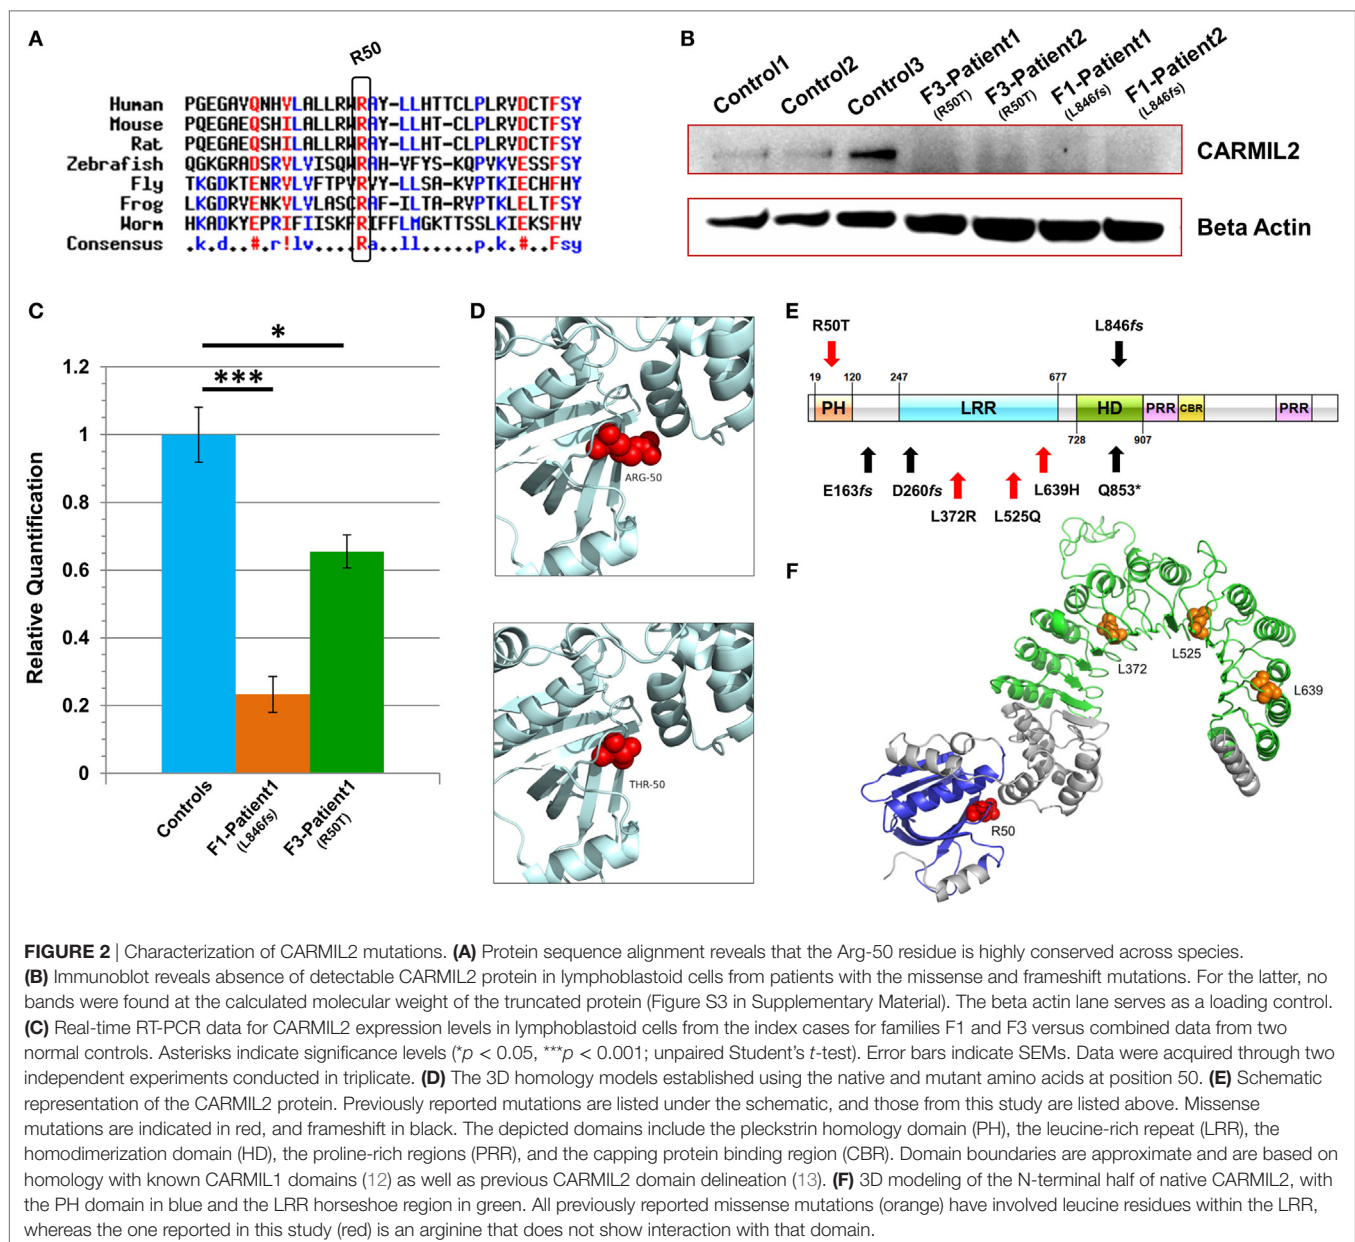 A
R50
Human PGEGAVQNHVLALLRWRAY-LLHTTCLPLRVDCTFSY
Mouse PQEGAEQSHILALLRWRAY-LLHT-CLPLRVDCTFSY
Rat PQEGAEQSHILALLRWRAY-LLHT-CLPLRVDCTFSY
Zebrafish QGKGRADSRVLVISQWRAH-VFYS-KQPVKVESSFSY
Fly TKGDKTENRVLVFTPVRVYLLSA-KVPTKIECHFHY
Frog LKGDRVENKVLVLASCRAF-ILTA-RVPTKLELTFSY
Worm HKADKYEPRIFIISKFRIFFLMGKTTSSLKIEKSFHV
Consensus .k.d..#.r!lv....Ra..ll.....p.k.#..Fsy
B
Control1
Control2
Control3
F3-Patient1
(R50T)
F3-Patient2
(R50T)
F1-Patient1
(L846fs)
F1-Patient2
(L846fs)
CARMIL2
Beta Actin
C
*
***
1.2
1
0.8
0.6
0.4
0.2
0
Relative Quantification
Controls
F1-Patient1
(L846fs)
F3-Patient1
(R50T)
D
ARG-50
THR-50
E
R50T L846fs
19 120 247 677
PH LRR HD PRR CBR PRR
728 907
E163fs D260fs L639H Q853*
L372R L525Q
F
L372
L525
L639
R50
FIGURE 2 | Characterization of CARMIL2 mutations. (A) Protein sequence alignment reveals that the Arg-50 residue is highly conserved across species.
(B) Immunoblot reveals absence of detectable CARMIL2 protein in lymphoblastoid cells from patients with the missense and frameshift mutations. For the latter, no
bands were found at the calculated molecular weight of the truncated protein (Figure S3 in Supplementary Material). The beta actin lane serves as a loading control.
(C) Real-time RT-PCR data for CARMIL2 expression levels in lymphoblastoid cells from the index cases for families F1 and F3 versus combined data from two
normal controls. Asterisks indicate significance levels (*p < 0.05, ***p < 0.001; unpaired Student's t-test). Error bars indicate SEMs. Data were acquired through two
independent experiments conducted in triplicate. (D) The 3D homology models established using the native and mutant amino acids at position 50. (E) Schematic
representation of the CARMIL2 protein. Previously reported mutations are listed under the schematic, and those from this study are listed above. Missense
mutations are indicated in red, and frameshift in black. The depicted domains include the pleckstrin homology domain (PH), the leucine-rich repeat (LRR), the
homodimerization domain (HD), the proline-rich regions (PRR), and the capping protein binding region (CBR). Domain boundaries are approximate and are based on
homology with known CARMIL1 domains (12) as well as previous CARMIL2 domain delineation (13). (F) 3D modeling of the N-terminal half of native CARMIL2, with
the PH domain in blue and the LRR horseshoe region in green. All previously reported missense mutations (orange) have involved leucine residues within the LRR,
whereas the one reported in this study (red) is an arginine that does not show interaction with that domain.